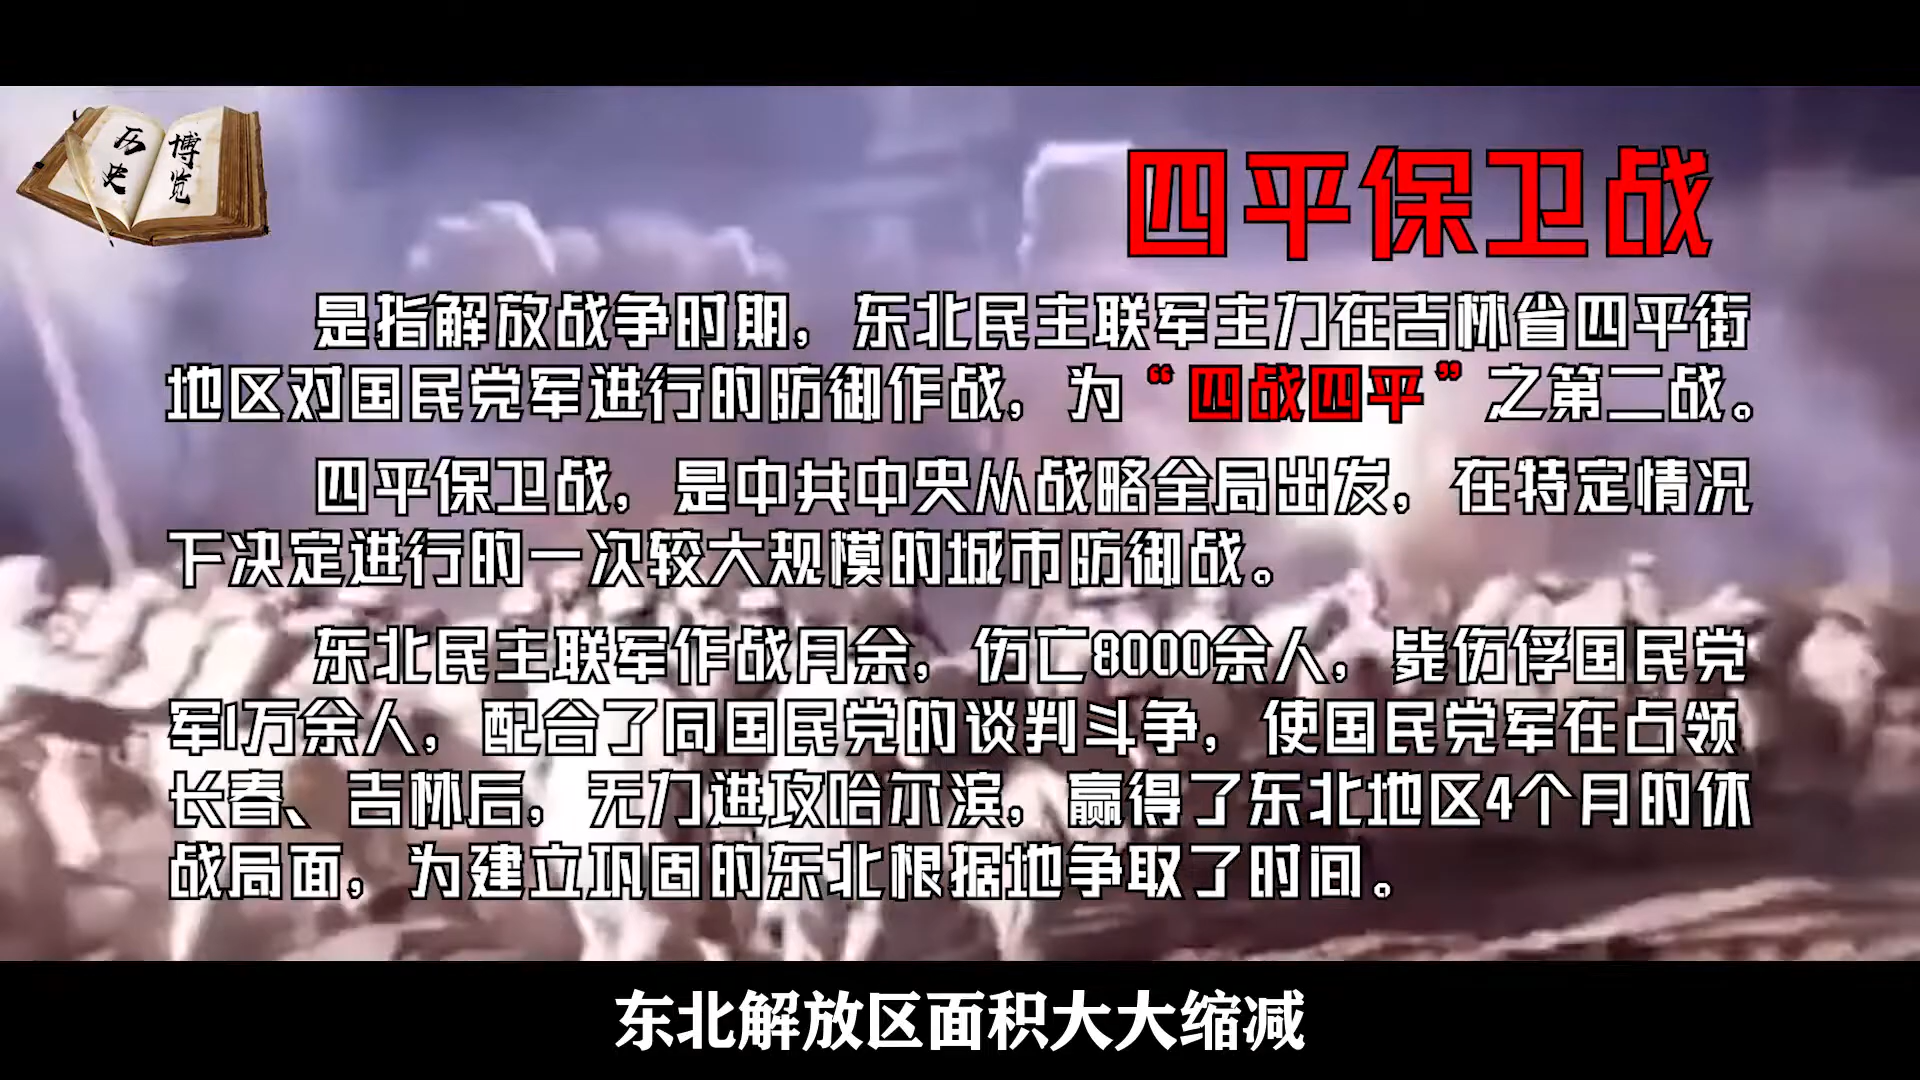 博览
历史
四平保卫战
是指解放战争时期，东北民主联军主力在吉林省四平街
地区对国民党军进行的防御作战，为“四战四平”之第二战。
四平保卫战，是中共中央从战略全局出发，在特定情况
下决定进行的一次较大规模的城市防御战。
东北民主联军作战月余，伤亡8000余人，毙伤俘国民党
军1万余人，配合了同国民党的谈判斗争，使国民党军在占领
长春、吉林后，无力进攻哈尔滨，赢得了东北地区4个月的休
战局面，为建立巩固的东北根据地争取了时间。
东北解放区面积大大缩减